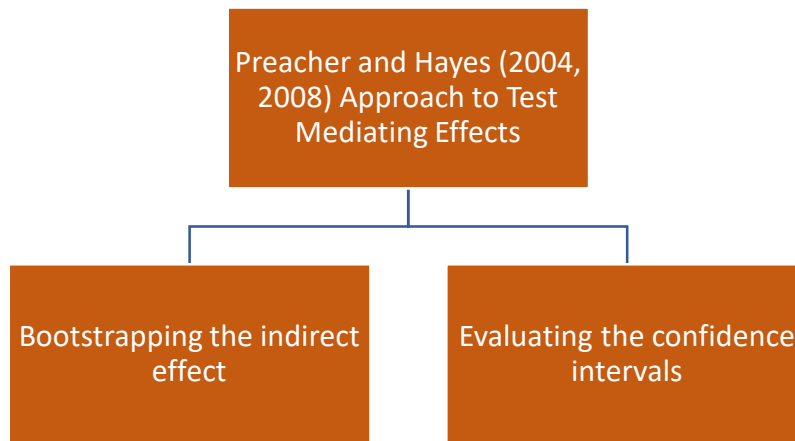 Preacher and Hayes (2004,
2008) Approach to Test
Mediating Effects
Bootstrapping the indirect
effect
Evaluating the confidence
intervals